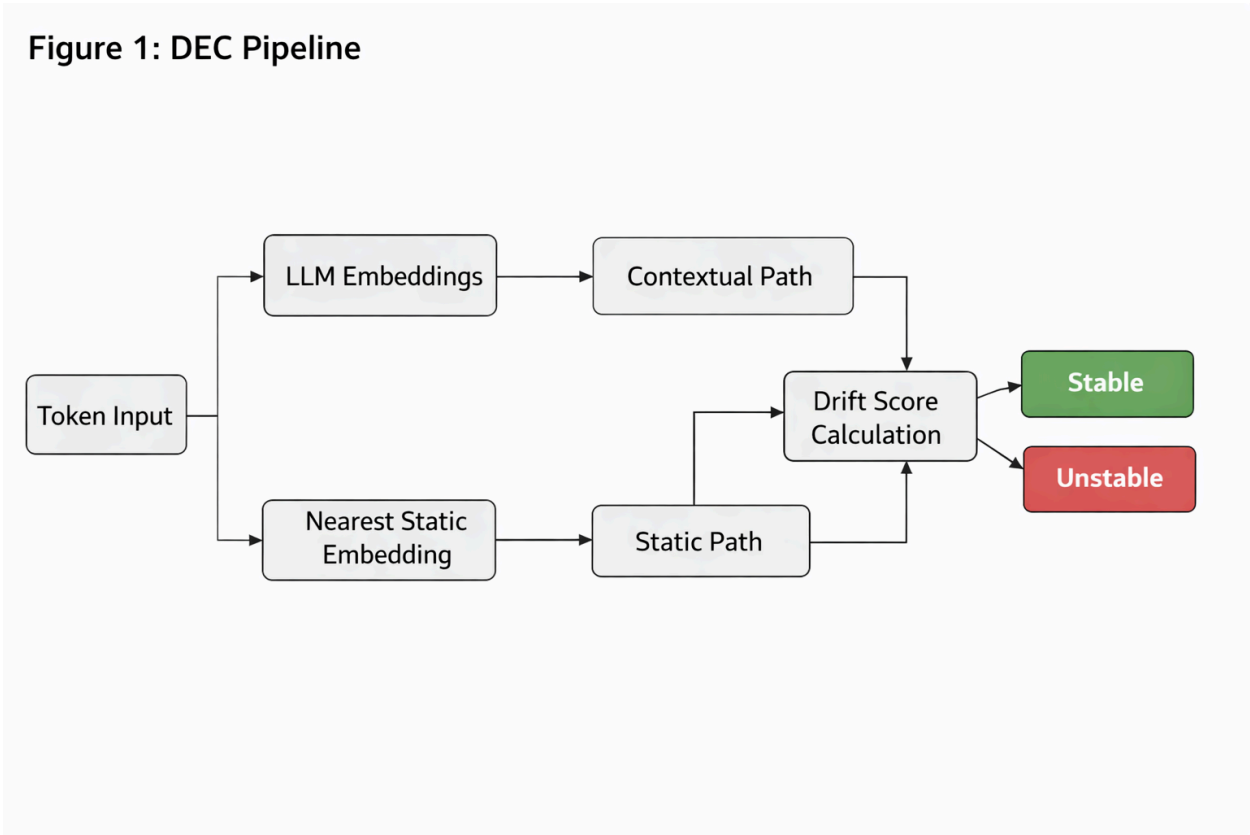 Figure 1: DEC Pipeline
LLM Embeddings
Contextual Path
Token Input
Drift Score
Calculation
Stable
Unstable
Nearest Static
Embedding
Static Path